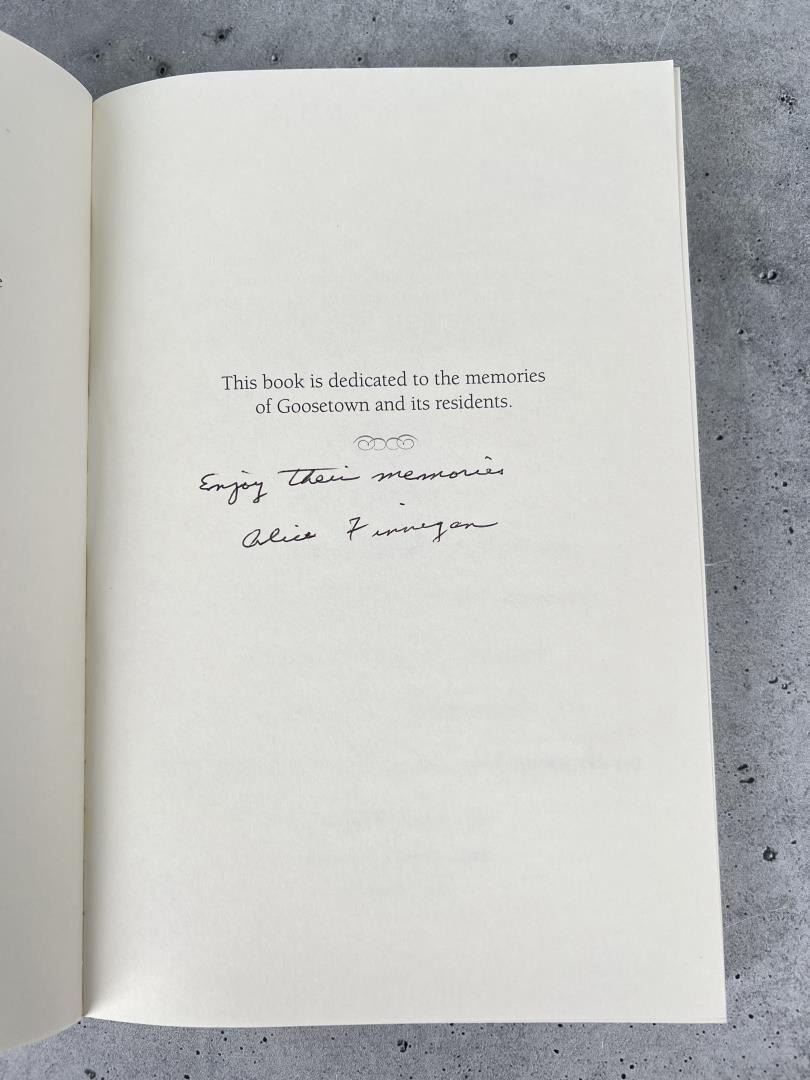 This book is dedicated to the memories
of Goosetown and its residents.
Enjoy their memories
Alice Finnegan